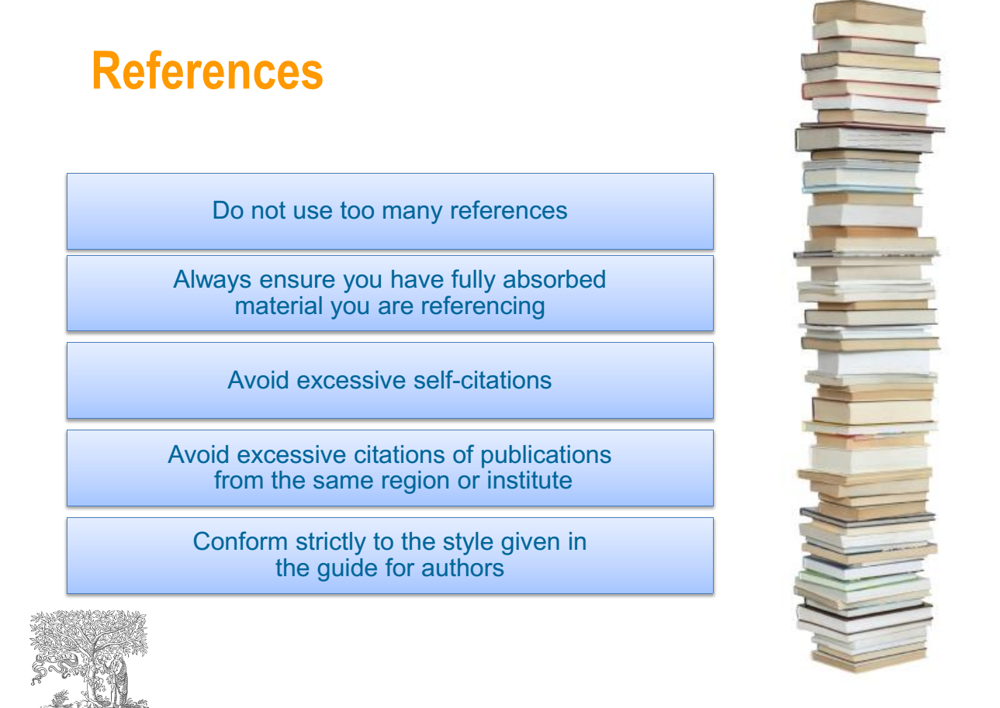 References
Do not use too many references
Always ensure you have fully absorbed
material you are referencing
Avoid excessive self-citations
Avoid excessive citations of publications
from the same region or institute
Conform strictly to the style given in
the guide for authors
NON SOLUS